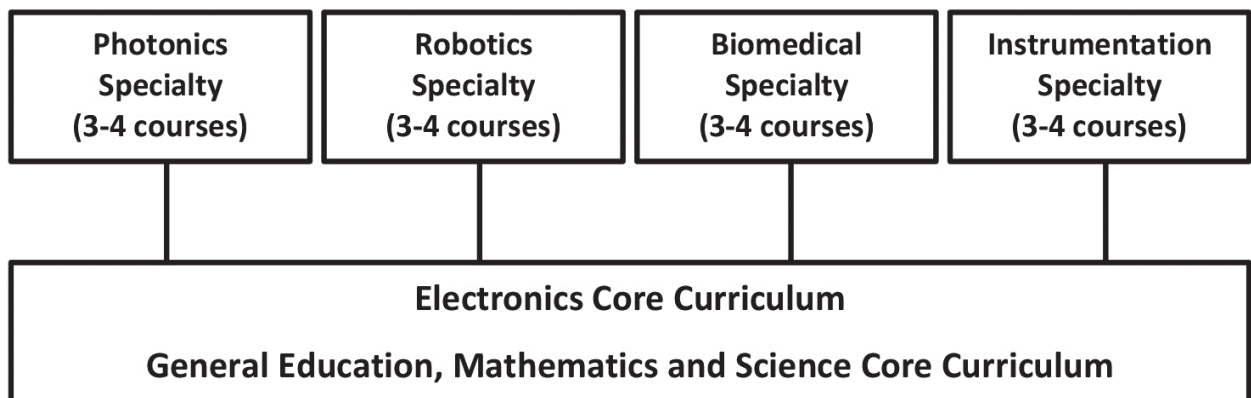 Photonics
Specialty
(3-4 courses)
Robotics
Specialty
(3-4 courses)
Biomedical
Specialty
(3-4 courses)
Instrumentation
Specialty
(3-4 courses)
Electronics Core Curriculum
General Education, Mathematics and Science Core Curriculum